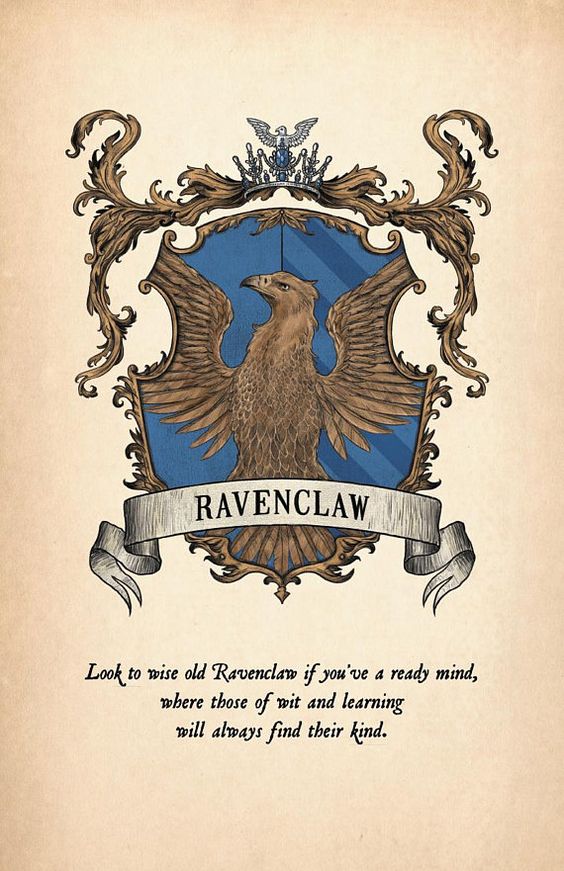 RAVENCLAW
Look to wise old Ravenclaw if you've a ready mind,
where those of wit and learning
will always find their kind.